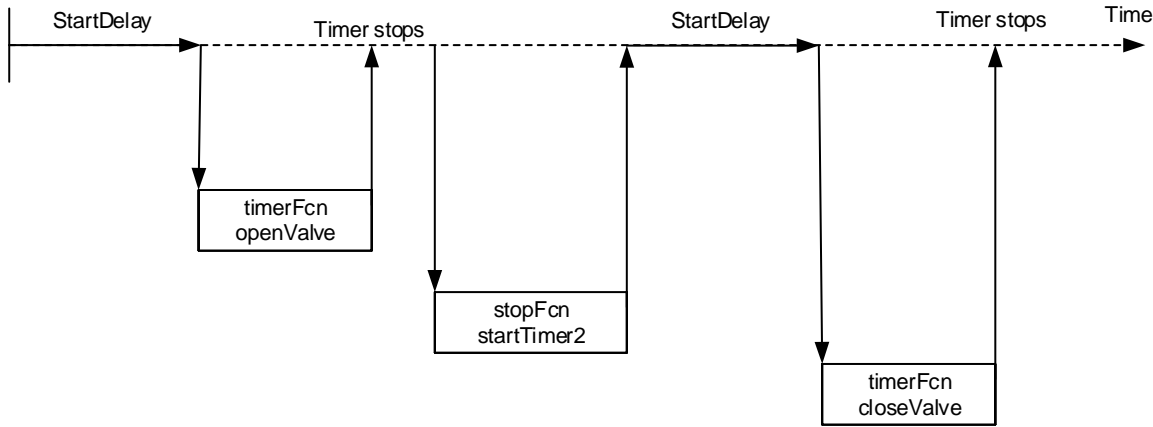 StartDelay
Timer stops
StartDelay
Timer stops
Time
timerFcn
openValve
stopFcn
startTimer2
timerFcn
closeValve